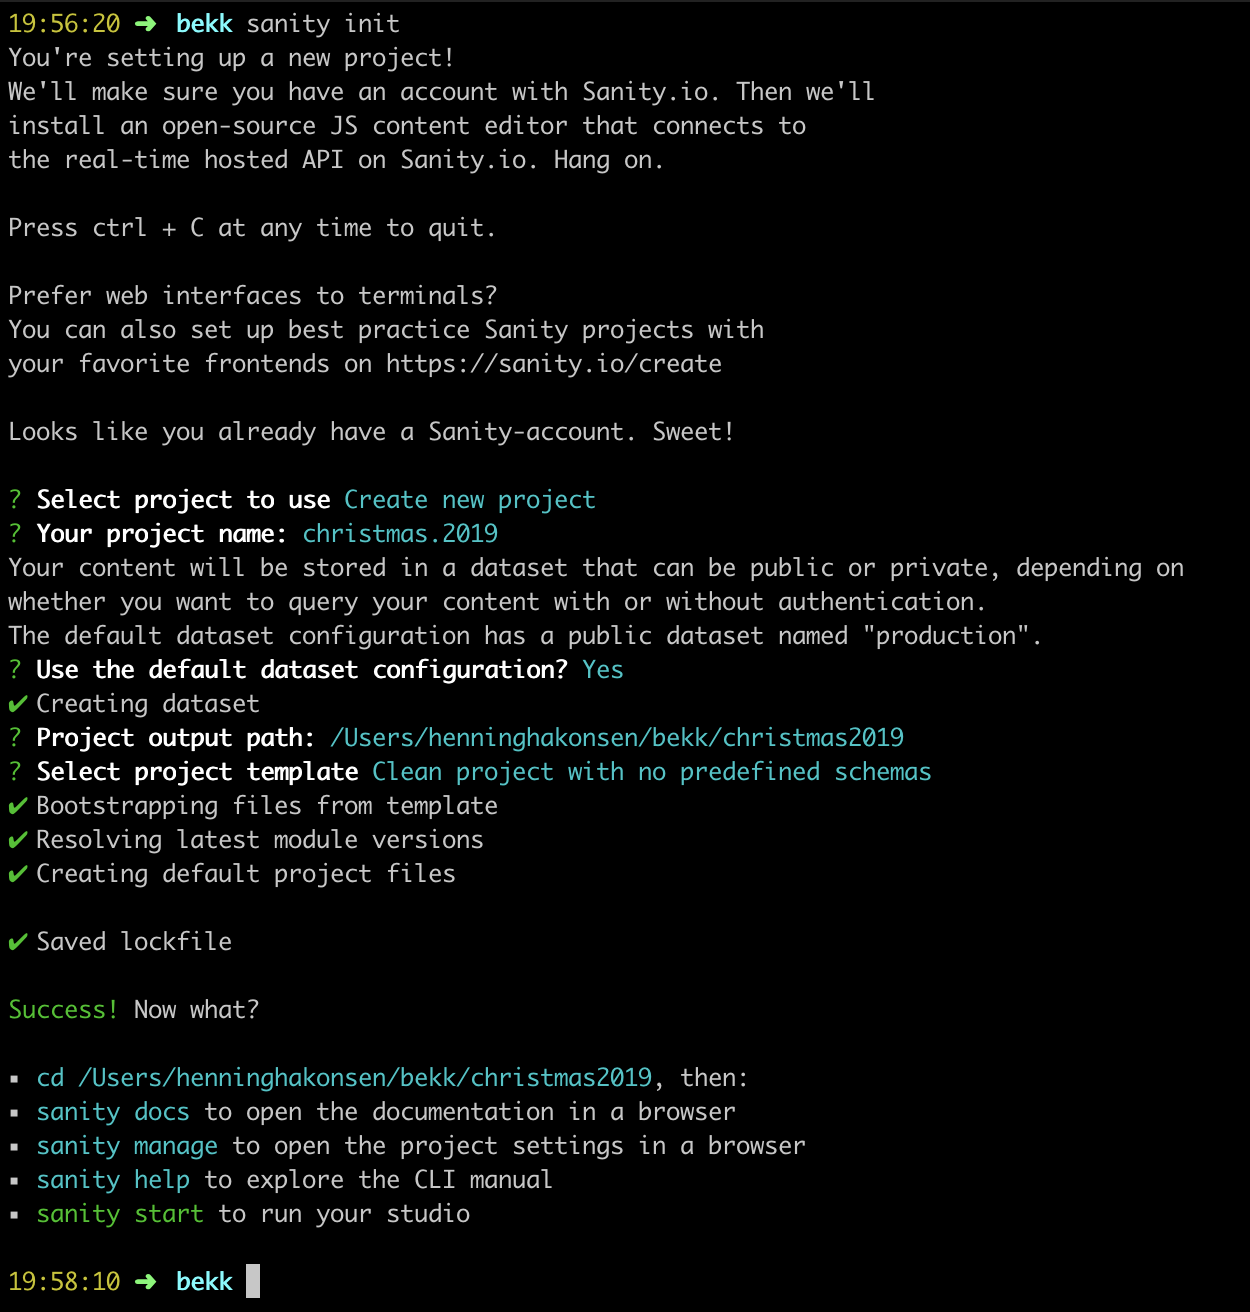 19:56:20 ➜ bekk sanity init
You're setting up a new project!
We'll make sure you have an account with Sanity.io. Then we'll
install an open-source JS content editor that connects to
the real-time hosted API on Sanity.io. Hang on.
Press ctrl + C at any time to quit.
Prefer web interfaces to terminals?
You can also set up best practice Sanity projects with
your favorite frontends on https://sanity.io/create
Looks like you already have a Sanity-account. Sweet!
? Select project to use Create new project
? Your project name: christmas.2019
Your content will be stored in a dataset that can be public or private, depending on
whether you want to query your content with or without authentication.
The default dataset configuration has a public dataset named "production".
? Use the default dataset configuration? Yes
✔ Creating dataset
? Project output path: /Users/henninghakonsen/bekk/christmas2019
? Select project template Clean project with no predefined schemas
✔ Bootstrapping files from template
✔ Resolving latest module versions
✔ Creating default project files
✔ Saved lockfile
Success! Now what?
▪ cd /Users/henninghakonsen/bekk/christmas2019, then:
▪ sanity docs to open the documentation in a browser
▪ sanity manage to open the project settings in a browser
▪ sanity help to explore the CLI manual
▪ sanity start to run your studio
19:58:10 ➜ bekk